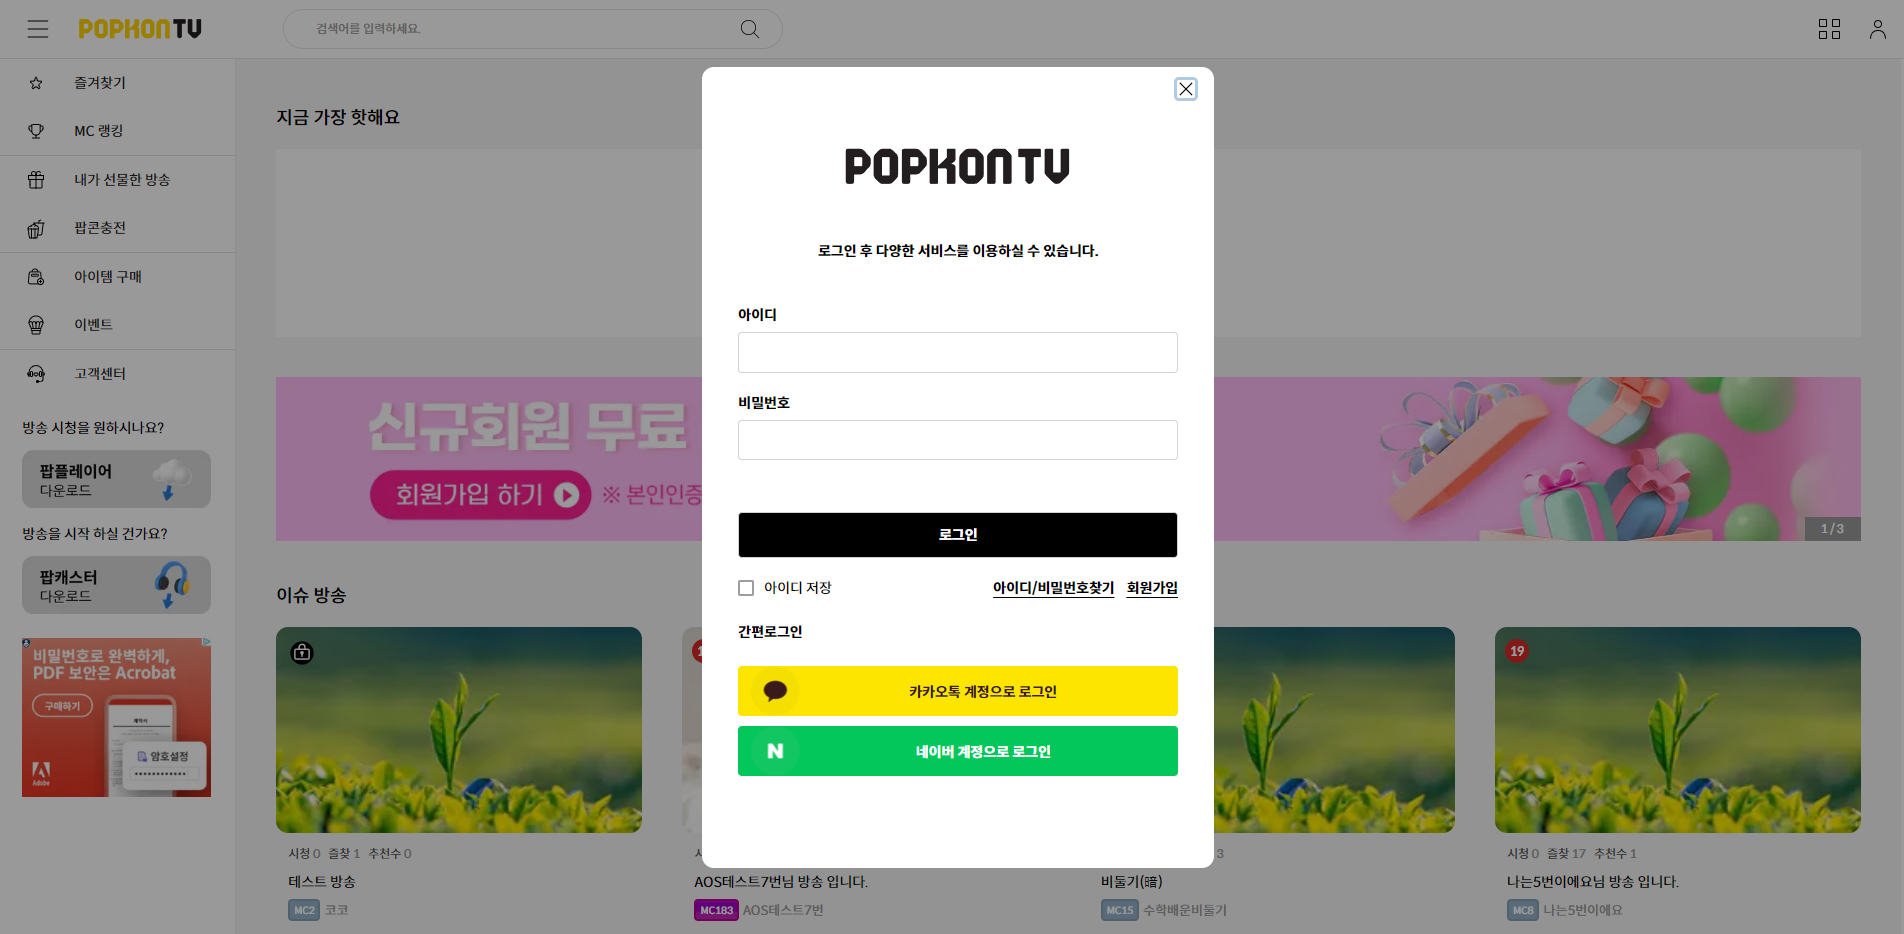 POPKONTV
검색어를 입력하세요.
즐겨찾기
MC 랭킹
내가 선물한 방송
팝콘충전
아이템 구매
이벤트
고객센터
방송 시청을 원하시나요?
팝플레이어
다운로드
방송을 시작 하실 건가요?
팝캐스터
다운로드
비밀번호로 완벽하게,
PDF 보안은 Acrobat
구매하기
계약서
암호설정
Adobe
지금 가장 핫해요
신규회원 무료
회원가입 하기
※ 본인인증
1/3
이슈 방송
시청 0 즐찾 1 추천수 0
테스트 방송
MC2 코코
AOS테스트7번님 방송 입니다.
MC183 AOS테스트7번
3
비둘기(暗)
MC15 수학배운비둘기
19
시청 0 즐찾 17 추천수 1
나는5번이에요님 방송 입니다.
MC8 나는5번이에요
POPKONTV
로그인 후 다양한 서비스를 이용하실 수 있습니다.
아이디
비밀번호
로그인
아이디 저장
아이디/비밀번호찾기 회원가입
간편로그인
카카오톡 계정으로 로그인
N 네이버 계정으로 로그인